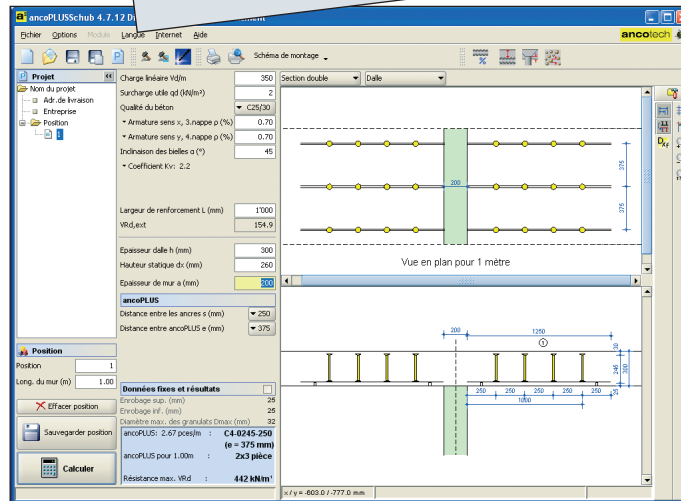 ancoPLUSSchub 4.7.12 Di
ement
Fichier Options Module Langue Internet Aide
ancotech
Schéma de montage
Projet
Nom du projet
Adr.de livraison
Entreprise
Position
1
Charge linéaire Vd/m 350
Surcharge utile qd (kN/m²) 2
Qualité du béton C25/30
Armature sens x, 3.nappe ρ (%) 0.70
Armature sens y, 4.nappe ρ (%) 0.70
Inclinaison des bielles α (°) 45
Coefficient Kv: 2.2
Largeur de renforcement L (mm) 1'000
VRd,ext 154.9
Epaisseur dalle h (mm) 300
Hauteur statique dx (mm) 260
Epaisseur de mur a (mm) 200
ancoPLUS
Distance entre les ancres s (mm) 250
Distance entre ancoPLUS e (mm) 375
Position
Position 1
Long. du mur (m) 1.00
Effacer position
Sauvegarder position
Calculer
Données fixes et résultats
Enrobage sup. (mm) 25
Enrobage inf. (mm) 25
Diamètre max. des granulats Dmax (mm) 32
ancoPLUS: 2.67 pces/m : C4-0245-250
(e = 375 mm)
ancoPLUS pour 1.00m : 2x3 pièce
Résistance max. VRd : 442 kN/m'
Section double Dalle
200
375
375
Vue en plan pour 1 mètre
200 1250
1
30
245
300
25
250 250 250 250 250
1000
x / y = -603.0 / -777.0 mm
DXF